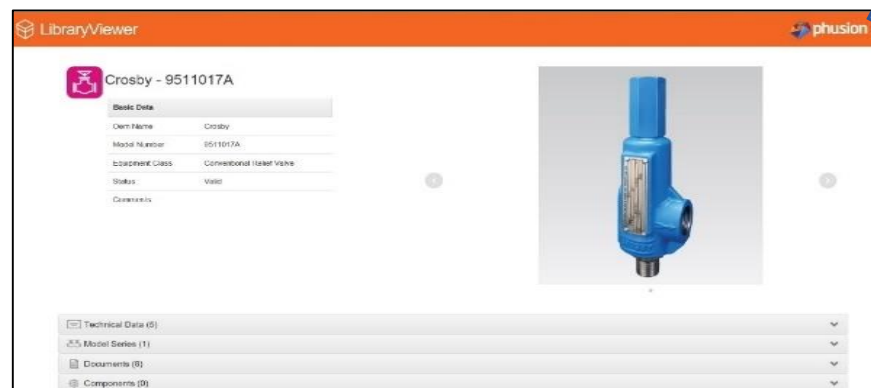 LibraryViewer
phusion
Crosby - 9511017A
Basic Data
Oem Name Crosby
Model Number 9511017A
Equipment Class Conventional Relief Valve
Status Valid
Comments
Technical Data (5)
Model Series (1)
Documents (6)
Components (0)